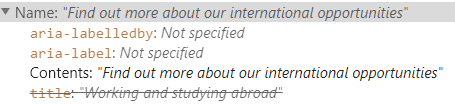 Name: "Find out more about our international opportunities"
aria-labelledby: Not specified
aria-label: Not specified
Contents: "Find out more about our international opportunities"
title: "Working and studying abroad"